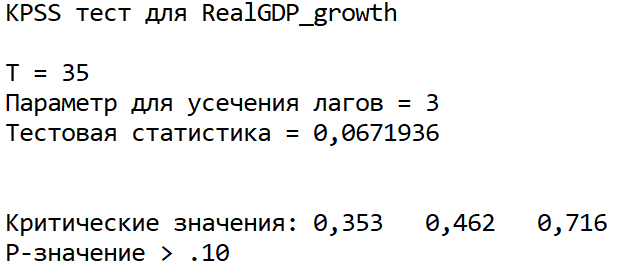 KPSS тест для RealGDP_growth
T = 35
Параметр для усечения лагов = 3
Тестовая статистика = 0,0671936
Критические значения: 0,353 0,462 0,716
P-значение > .10